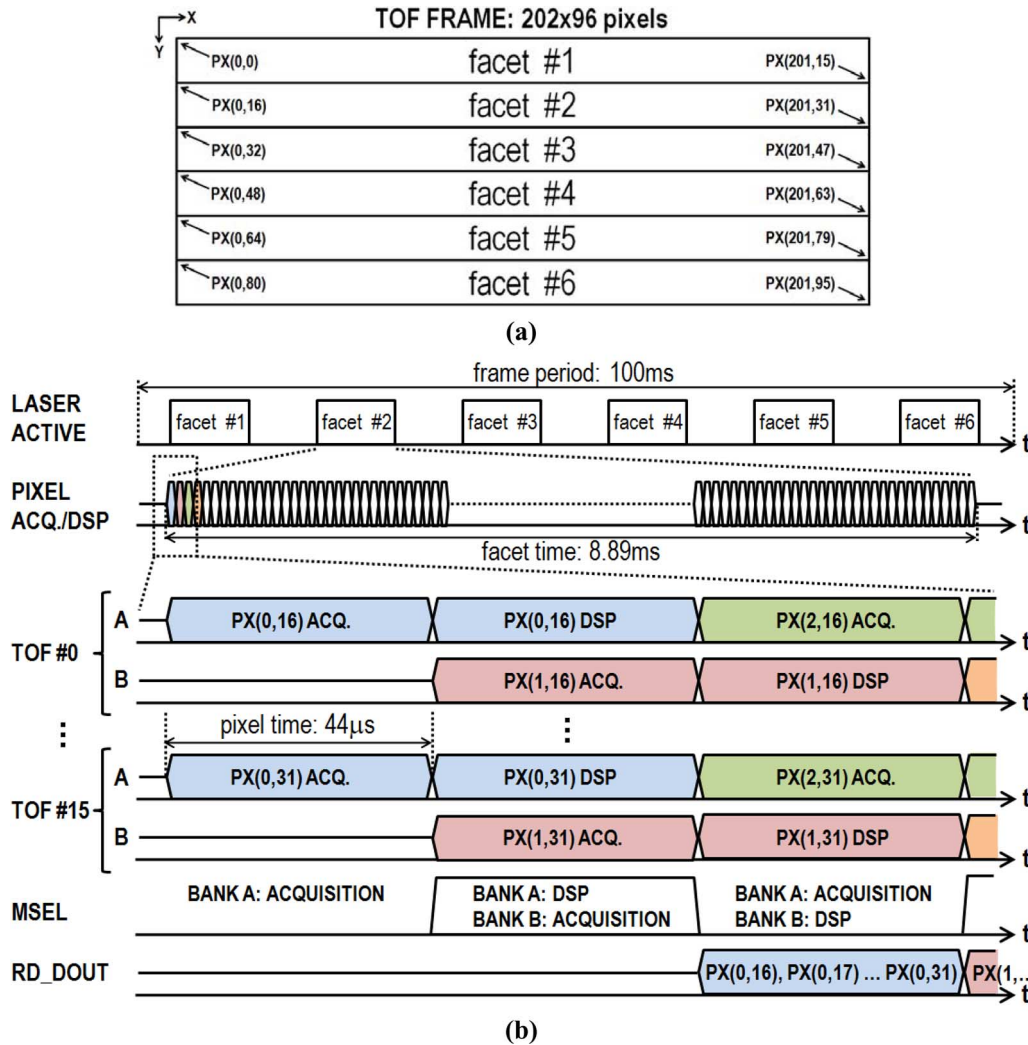 TOF FRAME: 202x96 pixels
X
Y
PX(0,0) facet #1 PX(201,15)
PX(0,16) facet #2 PX(201,31)
PX(0,32) facet #3 PX(201,47)
PX(0,48) facet #4 PX(201,63)
PX(0,64) facet #5 PX(201,79)
PX(0,80) facet #6 PX(201,95)
(a)
frame period: 100ms
LASER ACTIVE
facet #1 facet #2 facet #3 facet #4 facet #5 facet #6 t
PIXEL ACQ./DSP
t
facet time: 8.89ms
TOF #0
A PX(0,16) ACQ. PX(0,16) DSP PX(2,16) ACQ. t
B PX(1,16) ACQ. PX(1,16) DSP t
pixel time: 44μs
TOF #15
A PX(0,31) ACQ. PX(0,31) DSP PX(2,31) ACQ. t
B PX(1,31) ACQ. PX(1,31) DSP t
MSEL
BANK A: ACQUISITION BANK A: DSP BANK A: ACQUISITION
BANK B: ACQUISITION BANK B: DSP
t
RD_DOUT PX(0,16), PX(0,17) ... PX(0,31) PX(1,... t
(b)